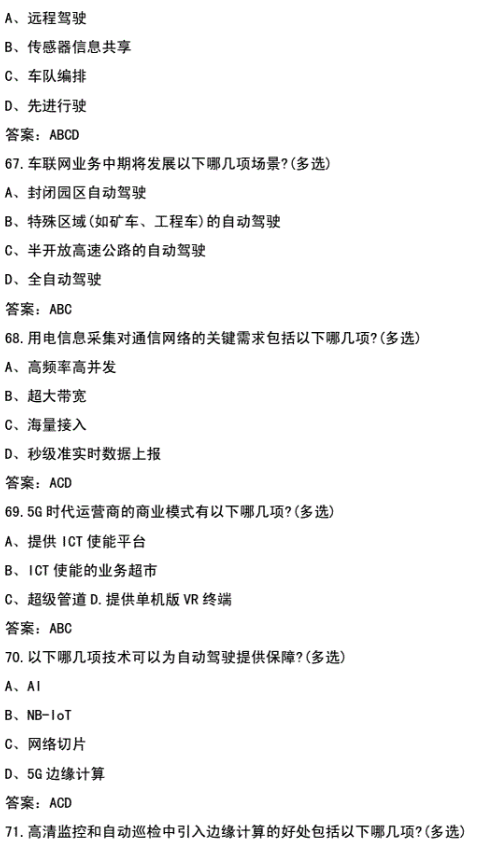 A、远程驾驶
B、传感器信息共享
C、车队编排
D、先进行驶
答案：ABCD
67.车联网业务中期将发展以下哪几项场景?(多选)
A、封闭园区自动驾驶
B、特殊区域(如矿车、工程车)的自动驾驶
C、半开放高速公路的自动驾驶
D、全自动驾驶
答案：ABC
68.用电信息采集对通信网络的关键需求包括以下哪几项?(多选)
A、高频率高并发
B、超大带宽
C、海量接入
D、秒级准实时数据上报
答案：ACD
69.5G时代运营商的商业模式有以下哪几项?(多选)
A、提供ICT使能平台
B、ICT使能的业务超市
C、超级管道D.提供单机版VR终端
答案：ABC
70.以下哪几项技术可以为自动驾驶提供保障?(多选)
A、AI
B、NB-IoT
C、网络切片
D、5G边缘计算
答案：ACD
71.高清监控和自动巡检中引入边缘计算的好处包括以下哪几项?(多选)